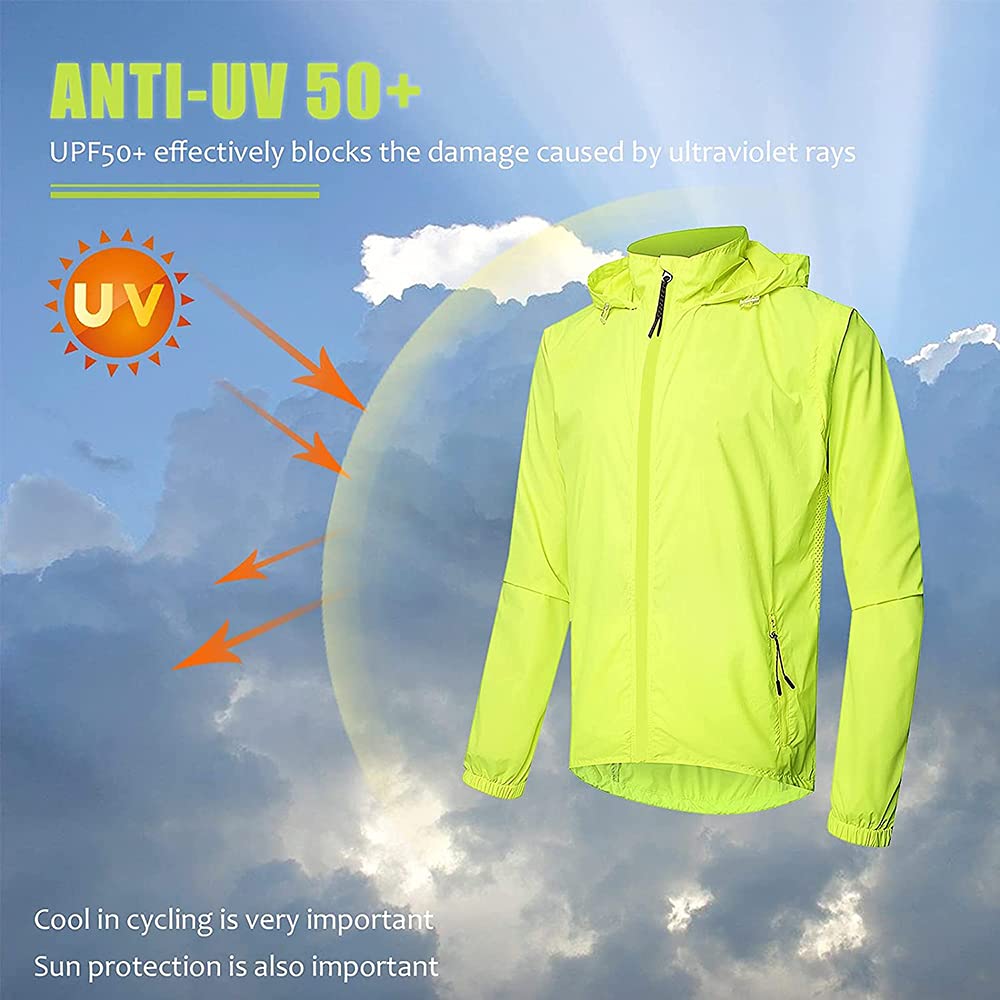 ANTI-UV 50+
UPF50+ effectively blocks the damage caused by ultraviolet rays
UV
Cool in cycling is very important
Sun protection is also important